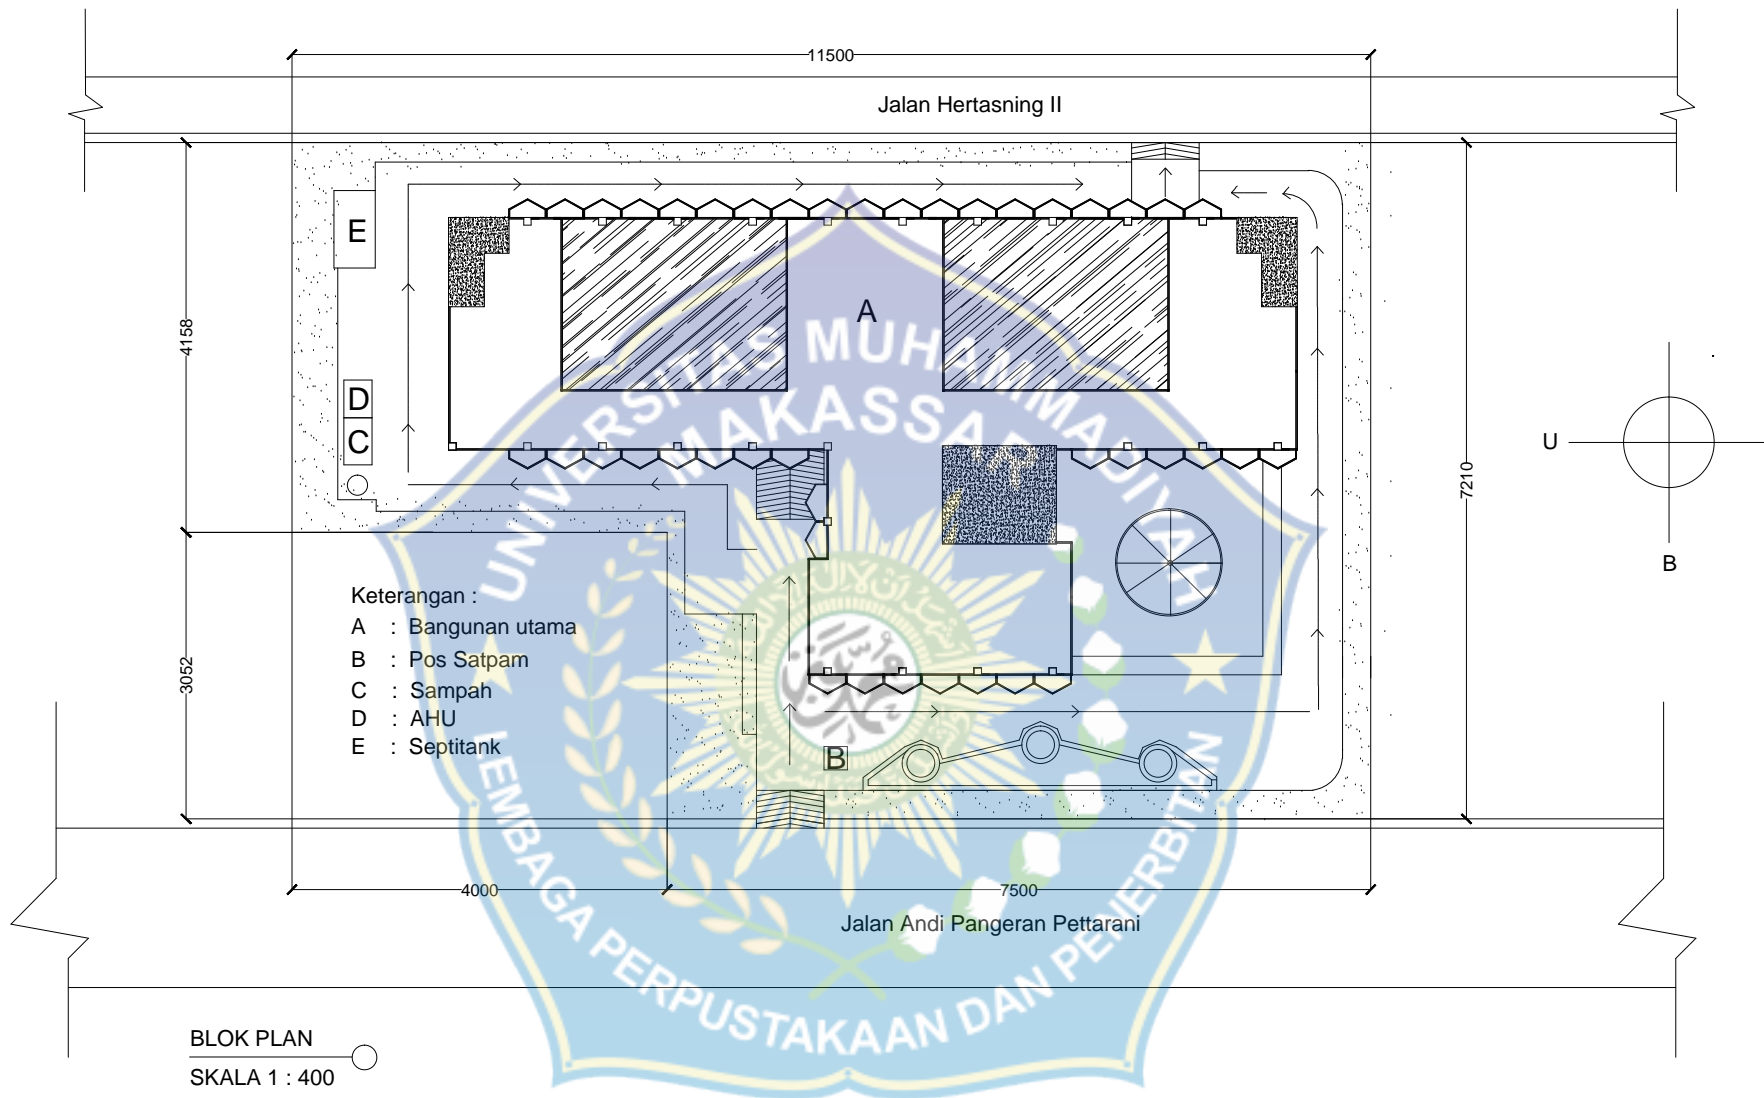 11500
Jalan Hertasning II
E
A
4158
D
C
U
B
7210
Keterangan :
A : Bangunan utama
B : Pos Satpam
C : Sampah
D : AHU
E : Septitank
3052
B
4000
7500
Jalan Andi Pangeran Pettarani
BLOK PLAN
SKALA 1 : 400
UNIVERSITAS MUHAMMADIYAH
MAKASSAR
LEMBAGA PERPUSTAKAAN DAN PENERBITAN